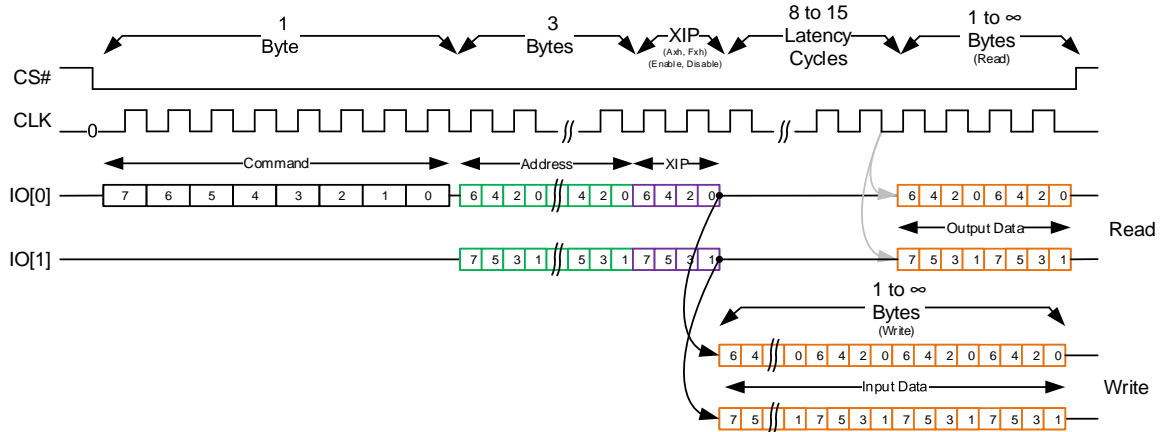 1 3 XIP 8 to 15 1 to ∞
Byte Bytes (Axh, Fxh) Latency Bytes
(Enable, Disable) Cycles (Read)
CS#
CLK 0
Command Address XIP
IO[0] 7 6 5 4 3 2 1 0 6 4 2 0 4 2 0 6 4 2 0 6 4 2 0 6 4 2 0
Output Data Read
IO[1] 7 5 3 1 5 3 1 7 5 3 1 7 5 3 1 7 5 3 1
1 to ∞
Bytes
(Write)
6 4 0 6 4 2 0 6 4 2 0 6 4 2 0
Input Data Write
7 5 1 7 5 3 1 7 5 3 1 7 5 3 1